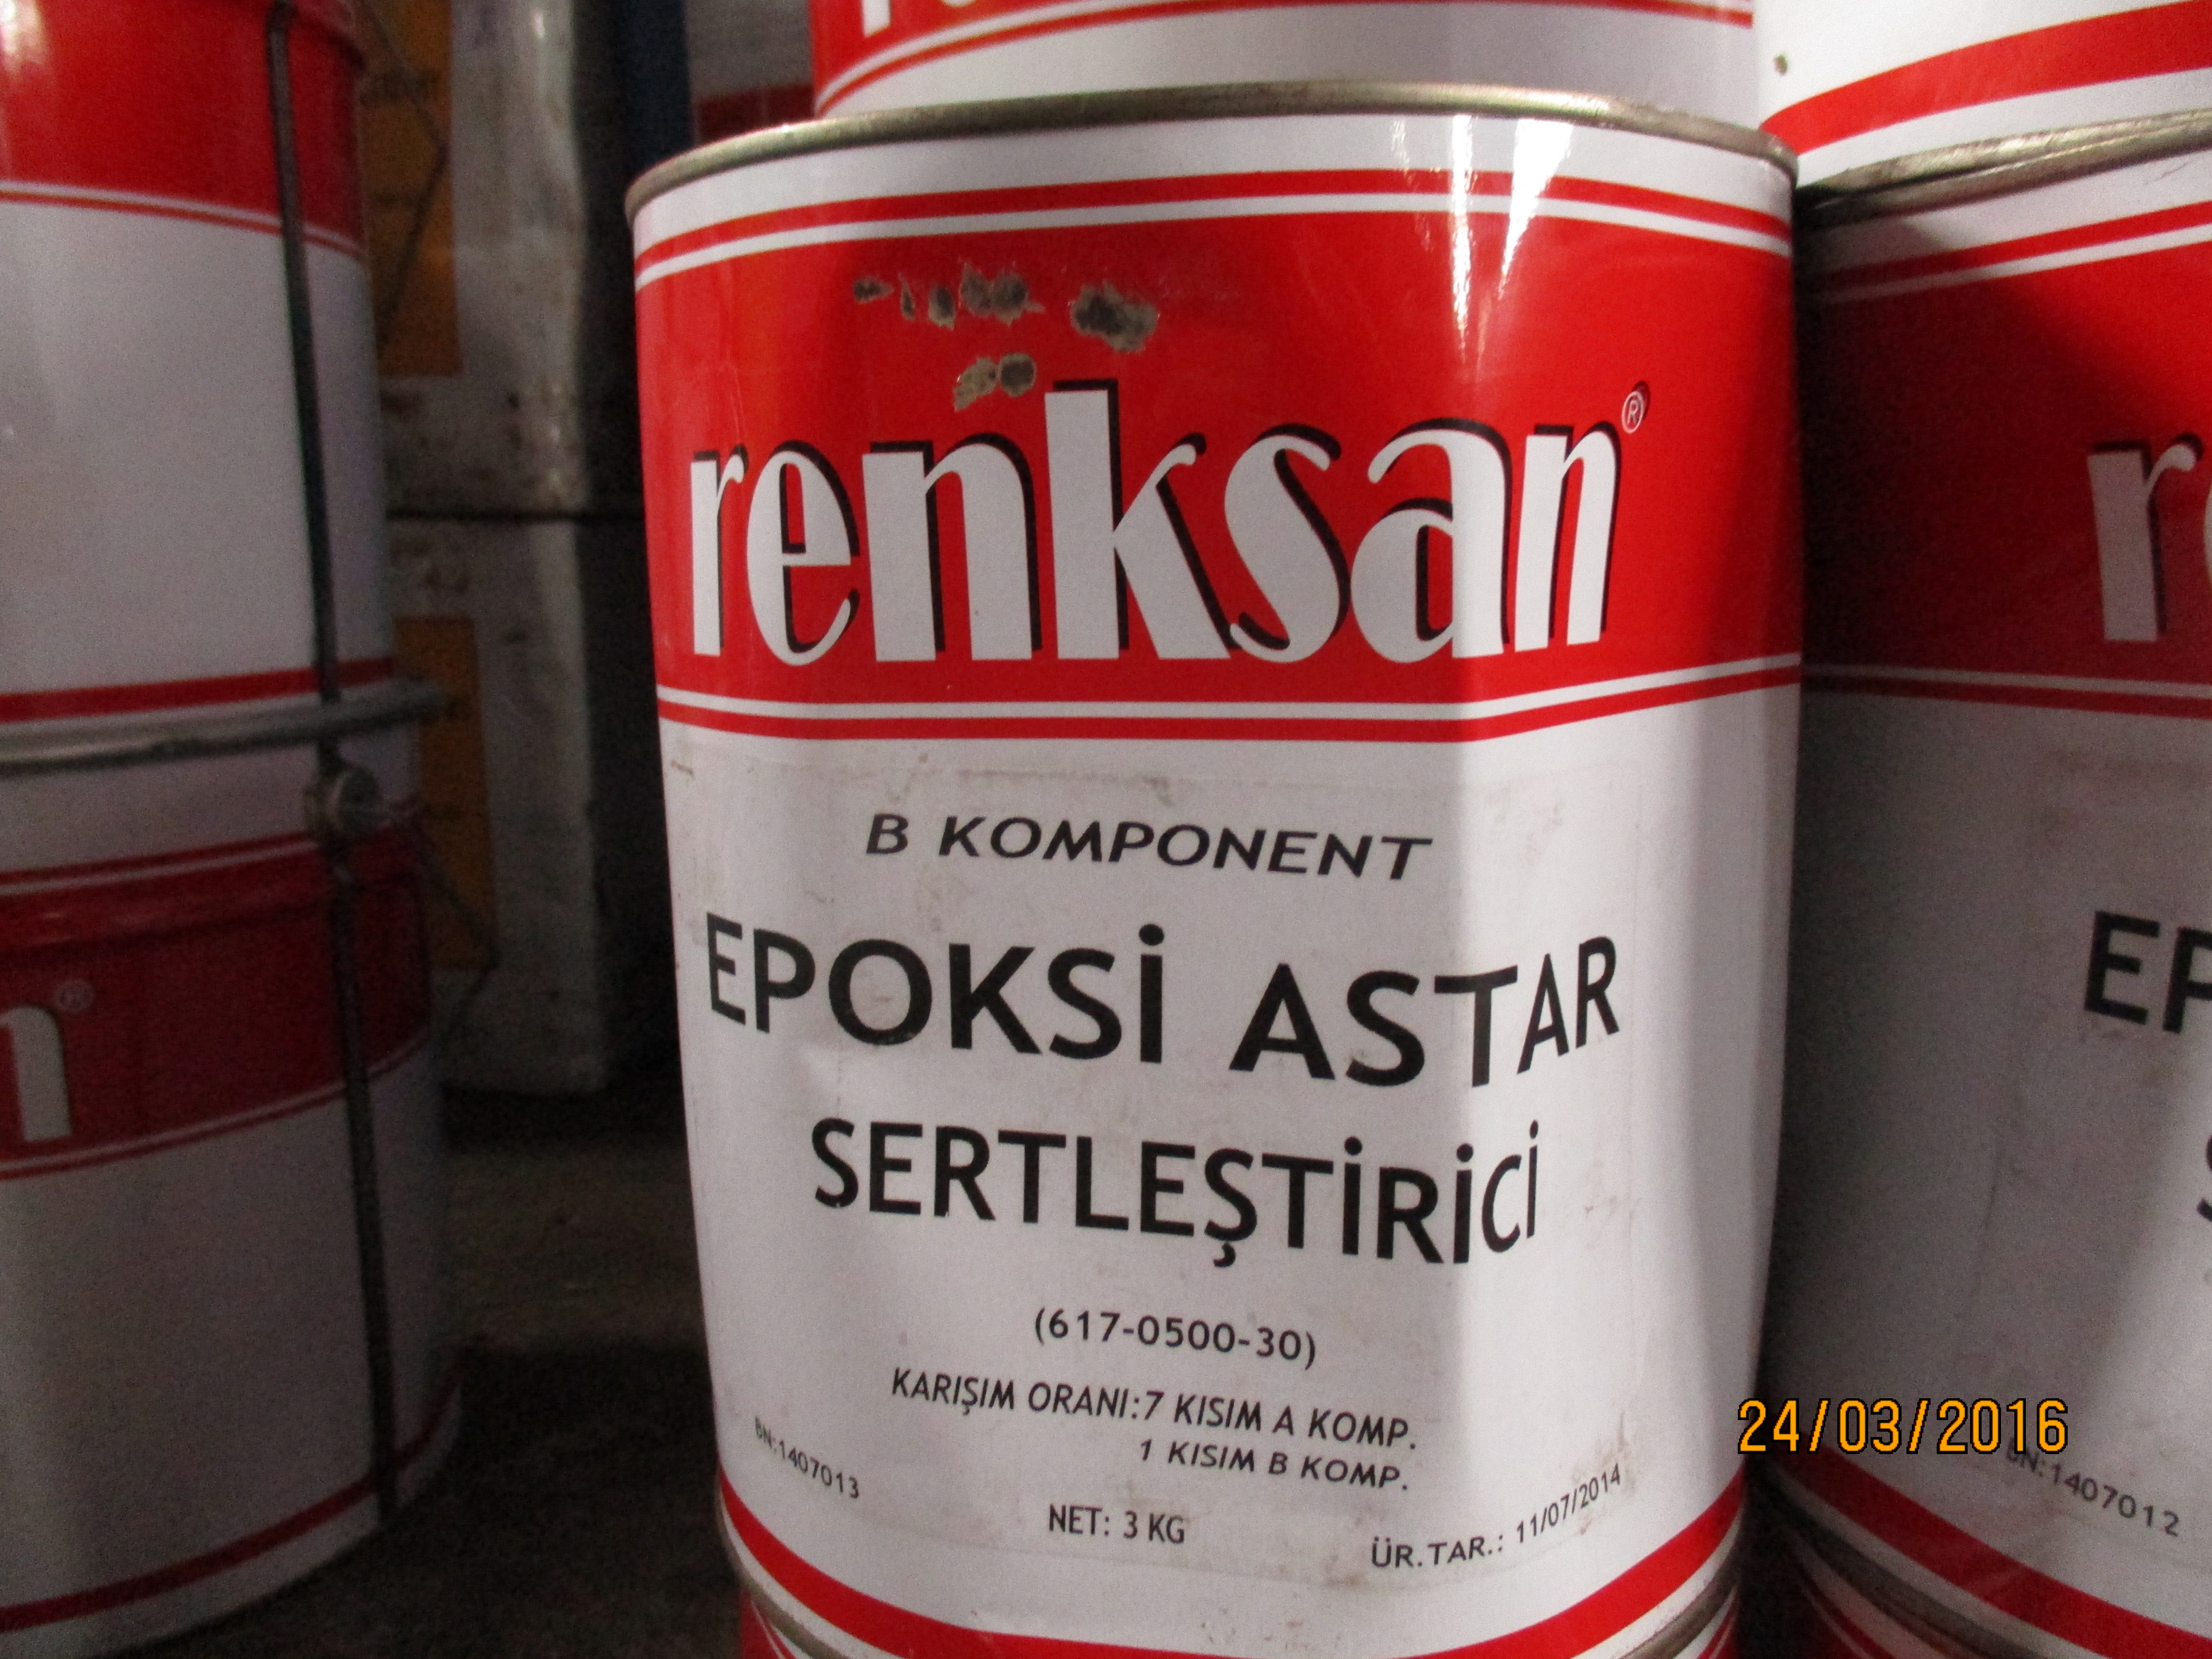 renksan®
B KOMPONENT
EPOKSİ ASTAR
SERTLEŞTİRİCİ
(617-0500-30)
KARIŞIM ORANI:7 KISIM A KOMP.
1 KISIM B KOMP.
BN:1407013
NET: 3 KG
ÜR.TAR.: 11/07/2014
BN:1407012
24/03/2016